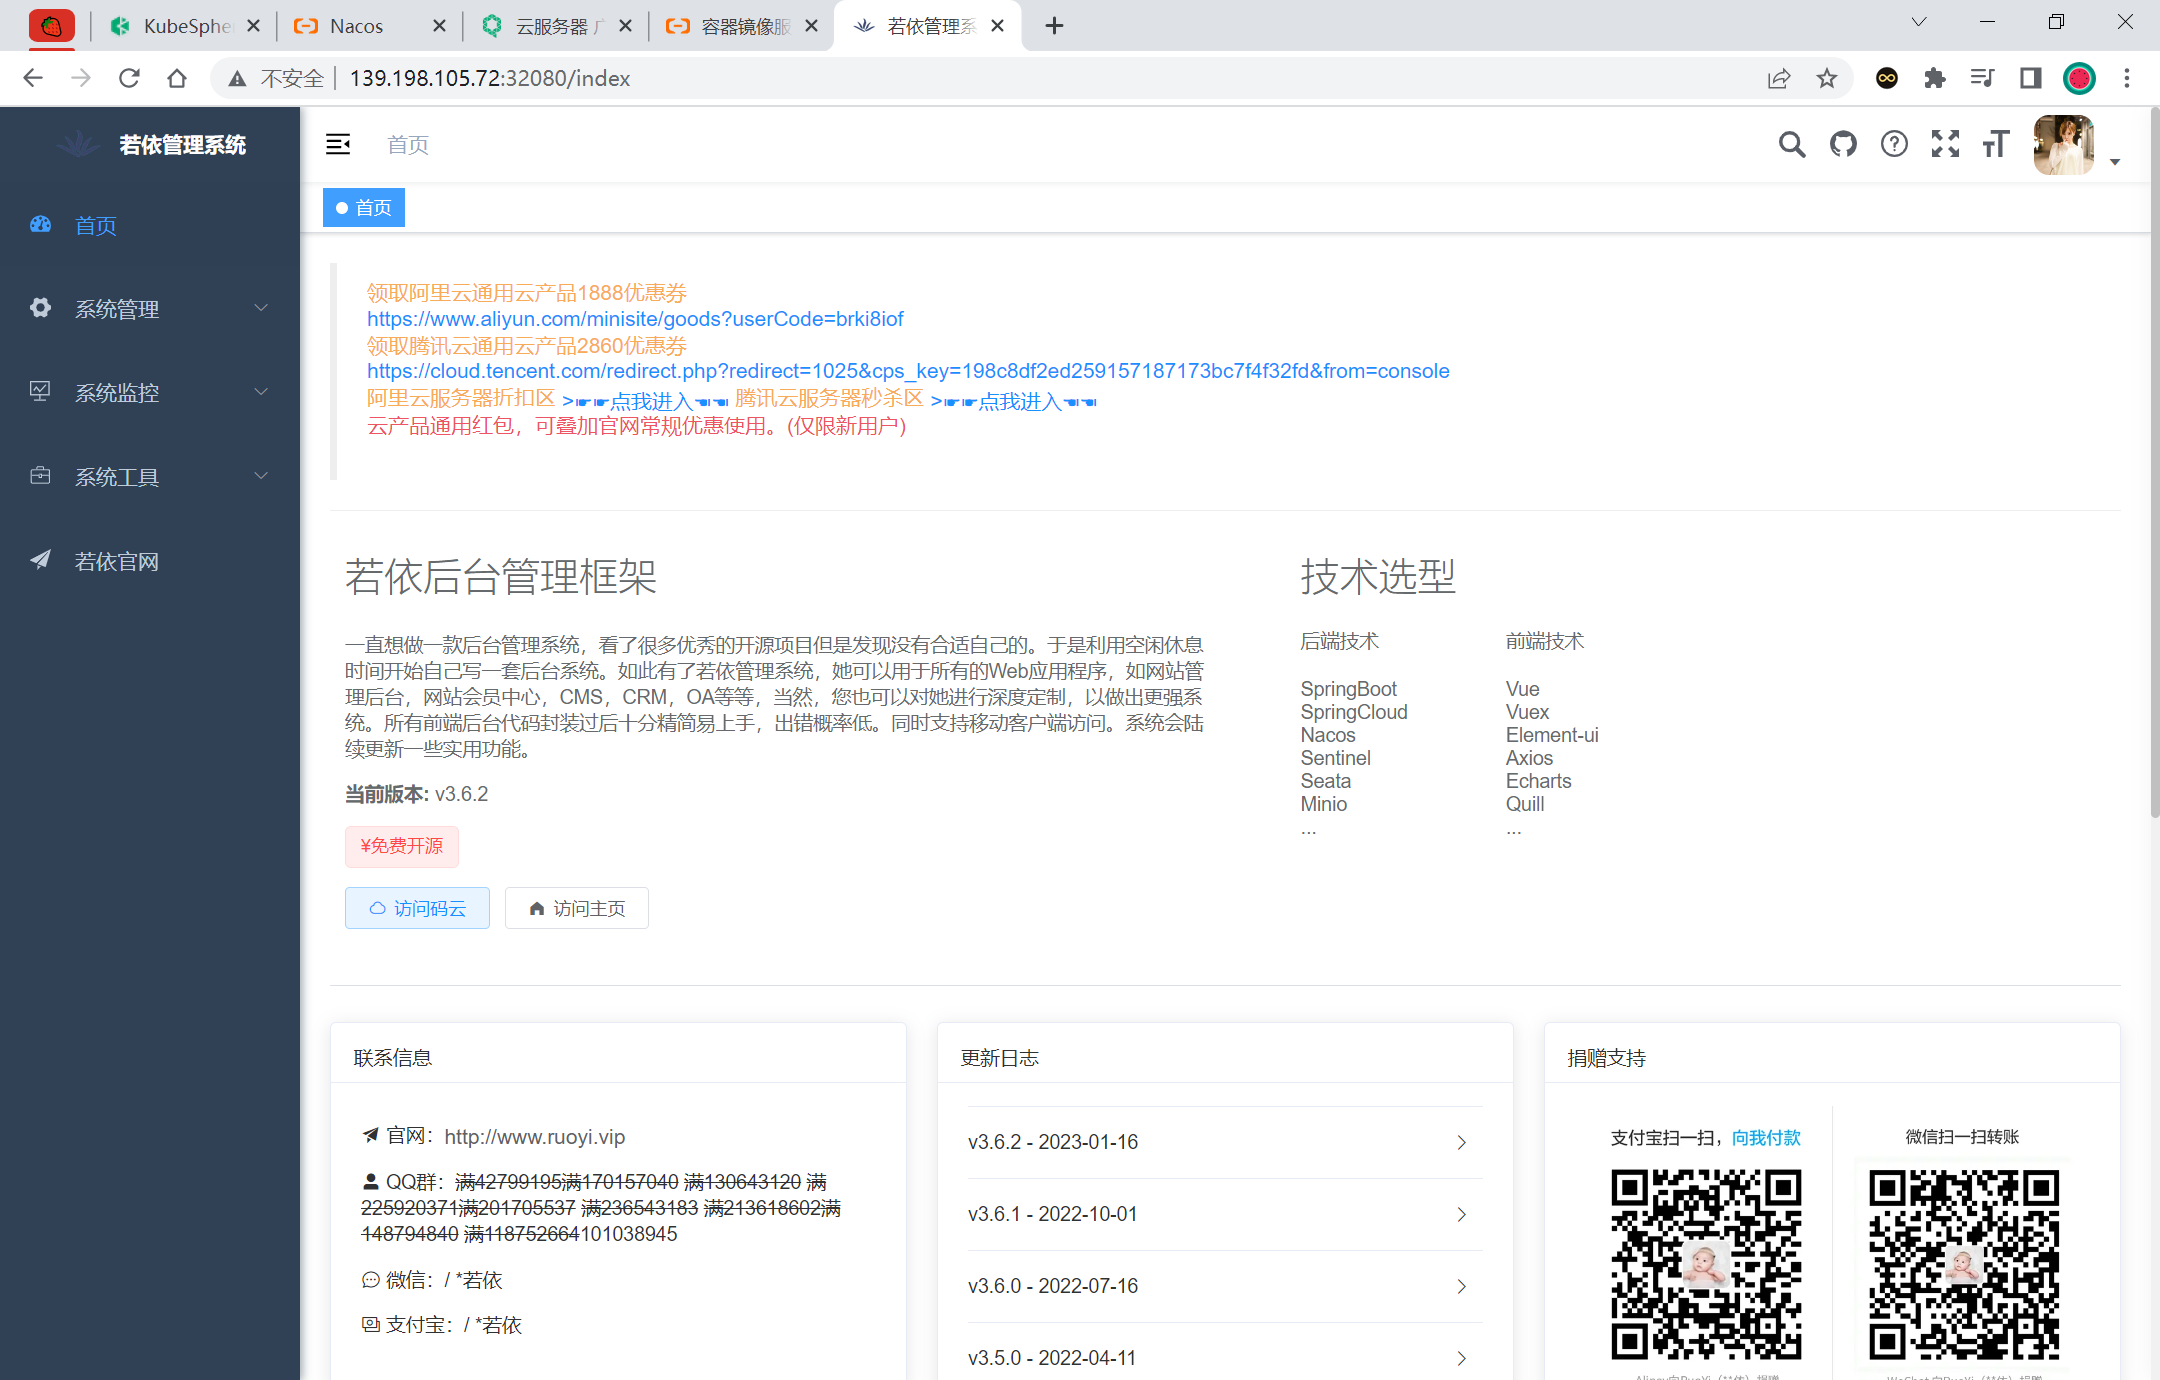 KubeSphe
Nacos
云服务器
容器镜像服
若依管理系
不安全
139.198.105.72:32080/index
若依管理系统
首页
系统管理
系统监控
系统工具
若依官网
首页
首页
领取阿里云通用云产品1888优惠券
https://www.aliyun.com/minisite/goods?userCode=brki8iof
领取腾讯云通用云产品2860优惠券
https://cloud.tencent.com/redirect.php?redirect=1025&cps_key=198c8df2ed259157187173bc7f4f32fd&from=console
阿里云服务器折扣区 >☛☛点我进入☚☚ 腾讯云服务器秒杀区 >☛☛点我进入☚☚
云产品通用红包，可叠加官网常规优惠使用。(仅限新用户)
若依后台管理框架
一直想做一款后台管理系统，看了很多优秀的开源项目但是发现没有合适自己的。于是利用空闲休息
时间开始自己写一套后台系统。如此有了若依管理系统，她可以用于所有的Web应用程序，如网站管
理后台，网站会员中心，CMS，CRM，OA等等，当然，您也可以对她进行深度定制，以做出更强系
统。所有前端后台代码封装过后十分精简易上手，出错概率低。同时支持移动客户端访问。系统会陆
续更新一些实用功能。
当前版本: v3.6.2
¥免费开源
访问码云
访问主页
技术选型
后端技术
SpringBoot
SpringCloud
Nacos
Sentinel
Seata
Minio
...
前端技术
Vue
Vuex
Element-ui
Axios
Echarts
Quill
...
联系信息
官网：http://www.ruoyi.vip
QQ群：满42799195满170157040 满130643120 满
225920371满201705537 满236543183 满213618602满
148794840 满118752664101038945
微信：/ *若依
支付宝：/ *若依
更新日志
v3.6.2 - 2023-01-16
v3.6.1 - 2022-10-01
v3.6.0 - 2022-07-16
v3.5.0 - 2022-04-11
捐赠支持
支付宝扫一扫，向我付款
微信扫一扫转账